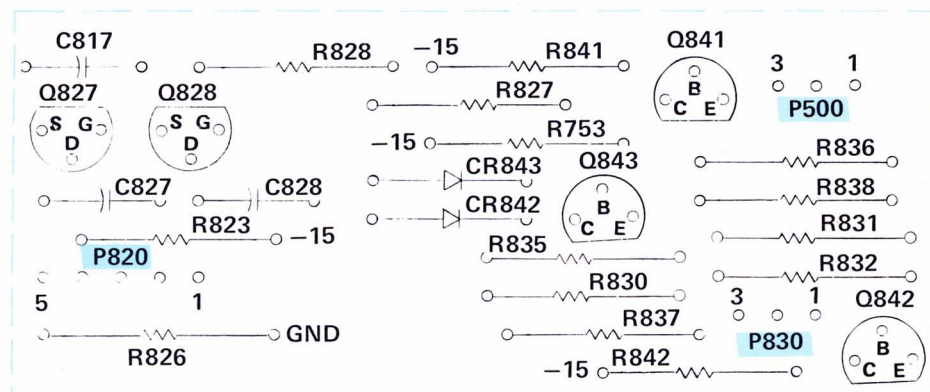 C817
R828
−15
R841
Q841
3 1
P500
Q827
Q828
S G
D
S G
D
R827
B
C E
−15
R753
R836
CR843
Q843
C827
C828
CR842
B
C E
R838
R823
−15
R831
P820
R835
R832
5 1
R830
3 1
Q842
GND
R837
P830
B
C E
R826
−15
R842